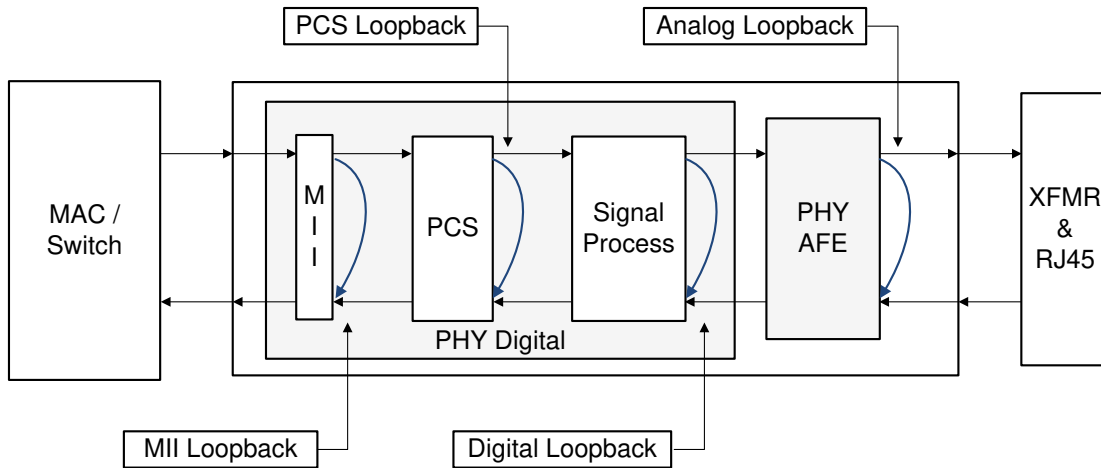 PCS Loopback
Analog Loopback
MAC /
Switch
M
I
I
PCS
Signal
Process
PHY
AFE
XFMR
&
RJ45
PHY Digital
MII Loopback
Digital Loopback